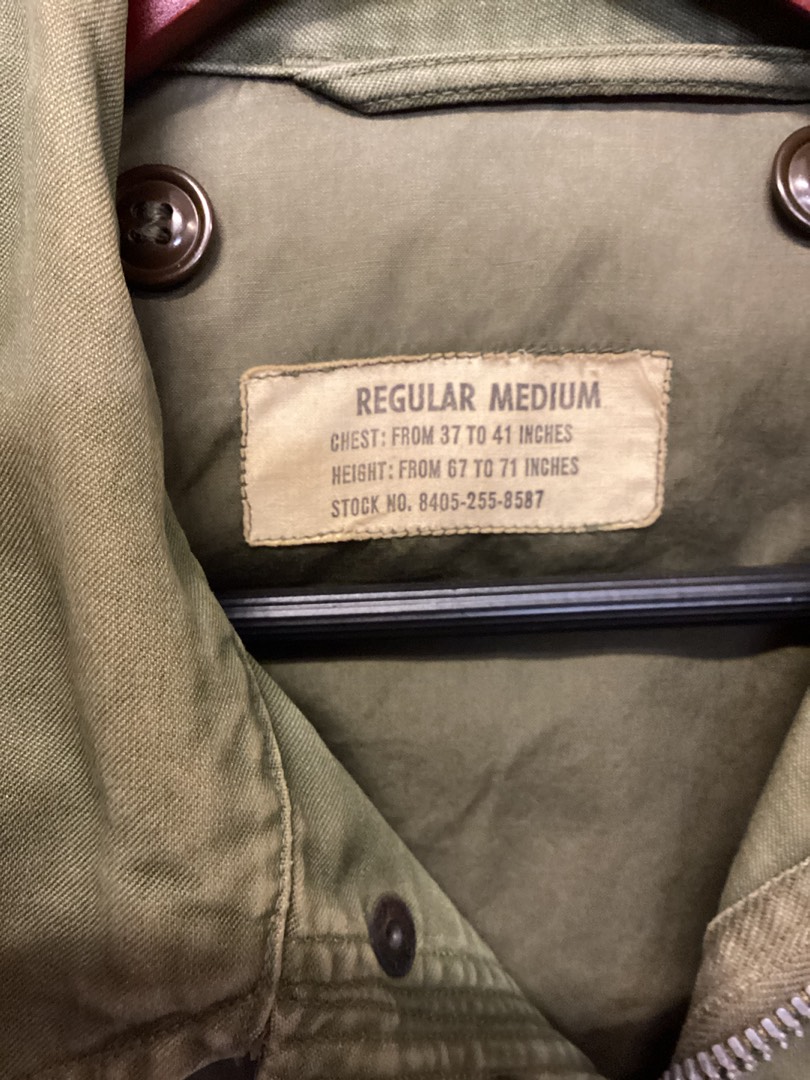 REGULAR MEDIUM
CHEST: FROM 37 TO 41 INCHES
HEIGHT: FROM 67 TO 71 INCHES
STOCK NO. 8405-255-8587